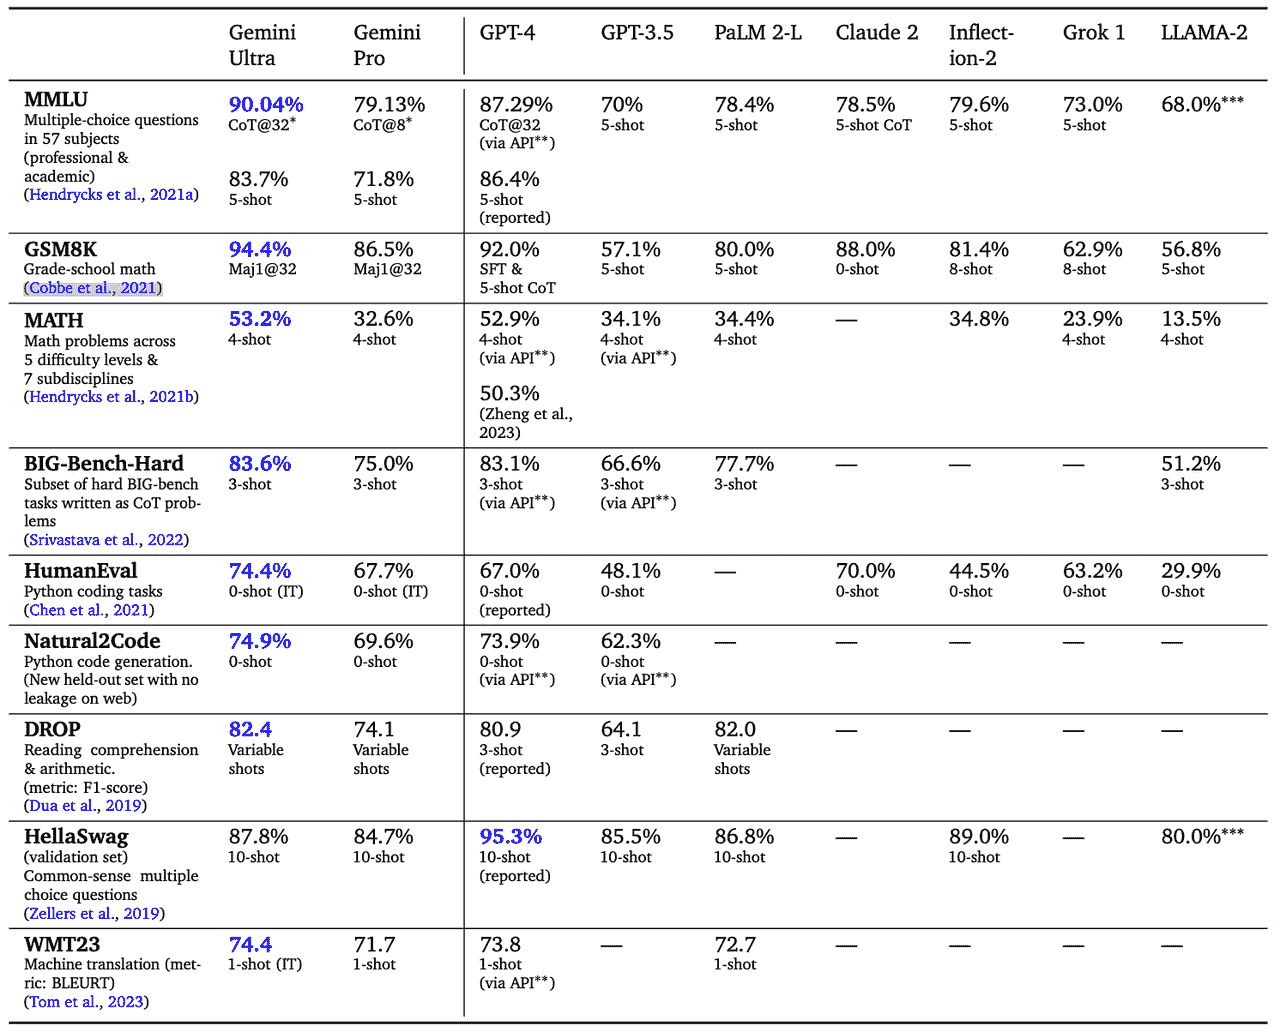 Gemini Ultra Gemini Pro GPT-4 GPT-3.5 PaLM 2-L Claude 2 Inflect-ion-2 Grok 1 LLAMA-2
MMLU 90.04% 79.13% 87.29% 70% 78.4% 78.5% 79.6% 73.0% 68.0%***
Multiple-choice questions CoT@32* CoT@8* CoT@32 5-shot 5-shot 5-shot CoT 5-shot 5-shot
in 57 subjects (via API**)
(professional &
academic) 83.7% 71.8% 86.4%
(Hendrycks et al., 2021a) 5-shot 5-shot 5-shot
(reported)
GSM8K 94.4% 86.5% 92.0% 57.1% 80.0% 88.0% 81.4% 62.9% 56.8%
Grade-school math Maj1@32 Maj1@32 SFT & 5-shot 5-shot 0-shot 8-shot 8-shot 5-shot
(Cobbe et al., 2021) 5-shot CoT
MATH 53.2% 32.6% 52.9% 34.1% 34.4% — 34.8% 23.9% 13.5%
Math problems across 4-shot 4-shot 4-shot 4-shot 4-shot 4-shot 4-shot
5 difficulty levels & (via API**) (via API**)
7 subdisciplines 50.3%
(Hendrycks et al., 2021b) (Zheng et al.,
2023)
BIG-Bench-Hard 83.6% 75.0% 83.1% 66.6% 77.7% — — — 51.2%
Subset of hard BIG-bench 3-shot 3-shot 3-shot 3-shot 3-shot 3-shot
tasks written as CoT prob- (via API**) (via API**)
lems
(Srivastava et al., 2022)
HumanEval 74.4% 67.7% 67.0% 48.1% — 70.0% 44.5% 63.2% 29.9%
Python coding tasks 0-shot (IT) 0-shot (IT) 0-shot 0-shot 0-shot 0-shot 0-shot 0-shot
(Chen et al., 2021) (reported)
Natural2Code 74.9% 69.6% 73.9% 62.3% — — — — —
Python code generation. 0-shot 0-shot 0-shot 0-shot
(New held-out set with no (via API**) (via API**)
leakage on web)
DROP 82.4 74.1 80.9 64.1 82.0 — — — —
Reading comprehension Variable Variable 3-shot 3-shot Variable
& arithmetic. shots shots (reported) shots
(metric: F1-score)
(Dua et al., 2019)
HellaSwag 87.8% 84.7% 95.3% 85.5% 86.8% — 89.0% — 80.0%***
(validation set) 10-shot 10-shot 10-shot 10-shot 10-shot 10-shot
Common-sense multiple (reported)
choice questions
(Zellers et al., 2019)
WMT23 74.4 71.7 73.8 — 72.7 — — — —
Machine translation (met- 1-shot (IT) 1-shot 1-shot 1-shot
ric: BLEURT) (via API**)
(Tom et al., 2023)